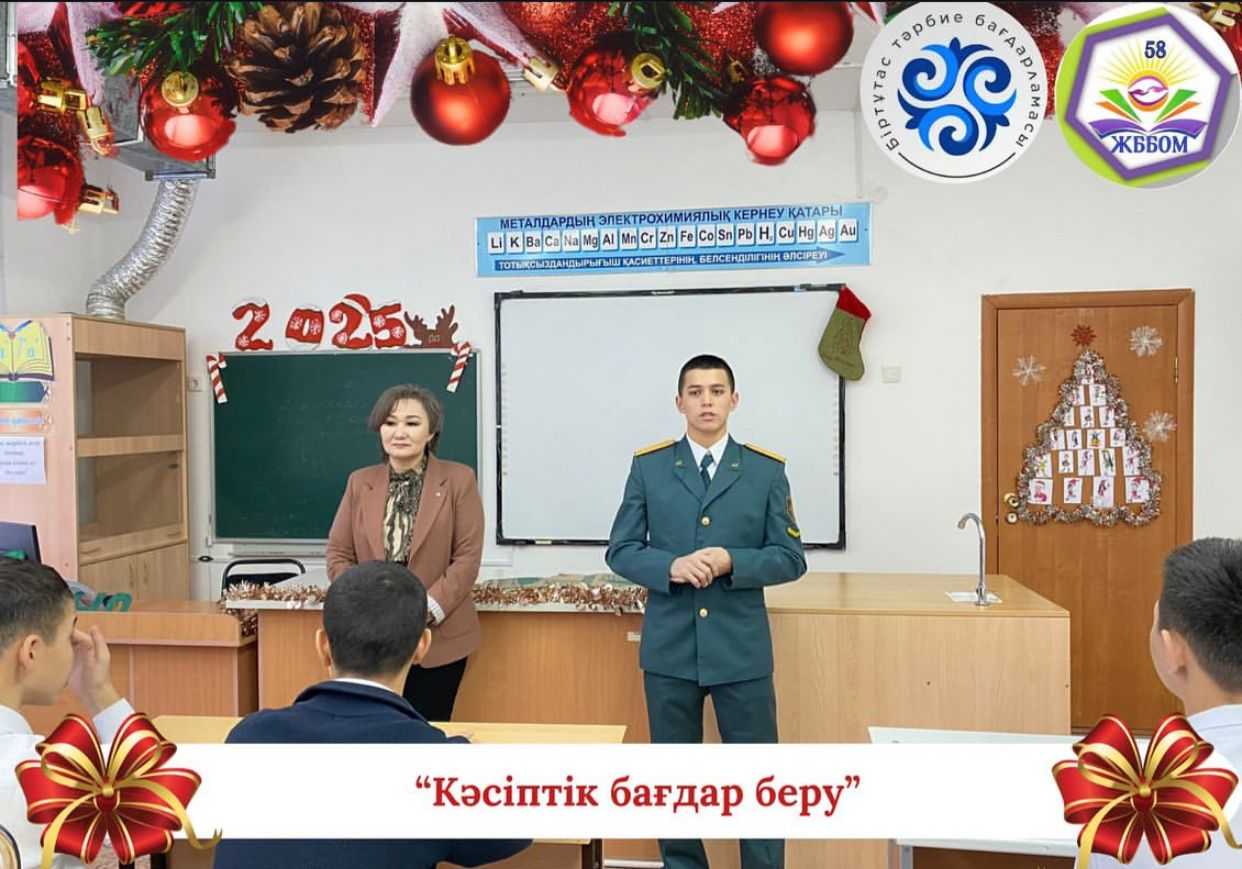 Біртұтас тәрбие бағдарламасы
58
ЖББОМ
МЕТАЛДАРДЫҢ ЭЛЕКТРОХИМИЯЛЫҚ КЕРНЕУ ҚАТАРЫ
Li K Ba Ca Na Mg Al Mn Cr Zn Fe Co Sn Pb H₂ Cu Hg Ag Au
ТОТЫҚСЫЗДАНДЫРҒЫШ ҚАСИЕТТЕРІНІҢ, БЕЛСЕНДІЛІГІНІҢ ӘЛСІРЕУІ
2025
“Кәсіптік бағдар беру”